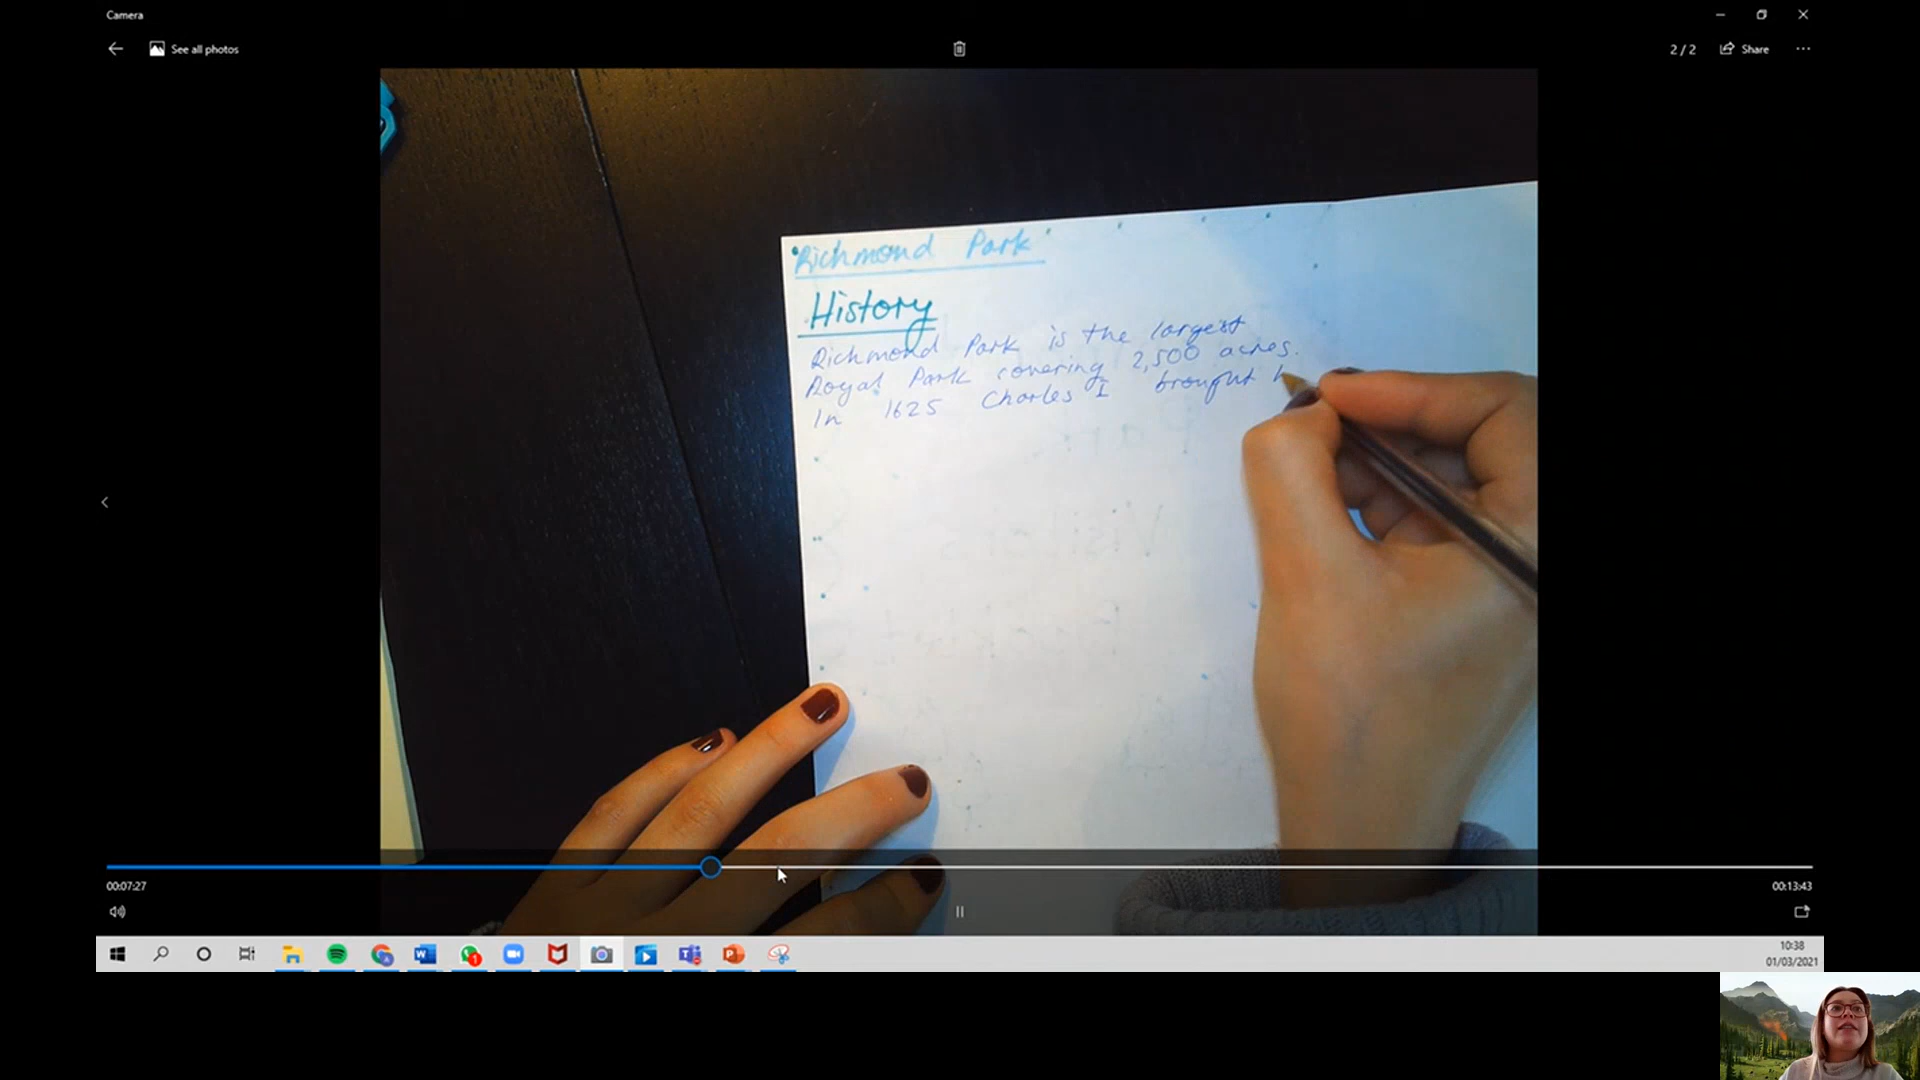 Camera
See all photos
2 / 2
Share
Richmond Park
History
Richmond Park is the largest
Royal Park covering 2,500 acres.
In 1625 Charles I brought h
00:07:27
00:13:43
10:38
01/03/2021